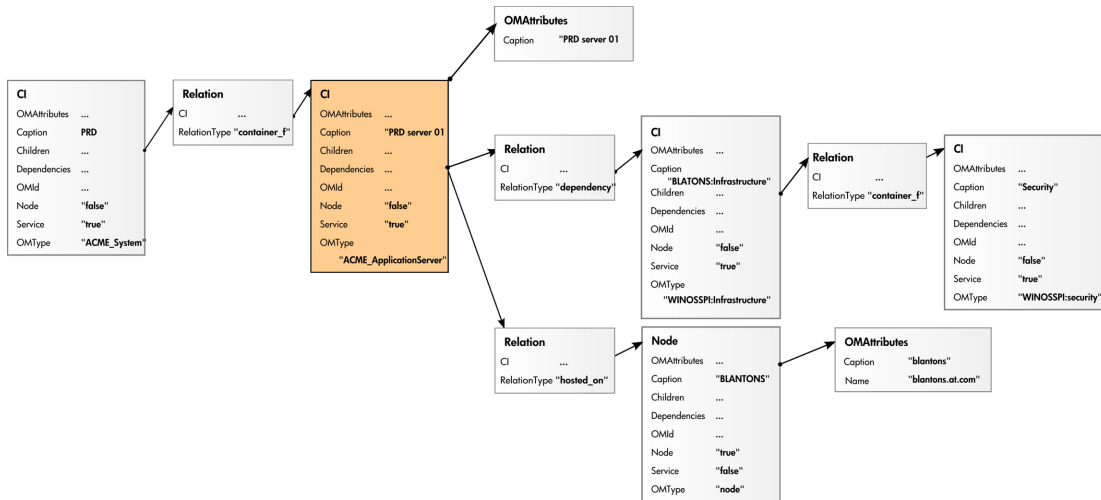 OMAttributes
Caption "PRD server 01
CI
OMAttributes ...
Caption PRD
Children ...
Dependencies ...
OMId ...
Node "false"
Service "true"
OMType "ACME_System"
Relation
CI ...
RelationType "container_f"
CI
OMAttributes ...
Caption "PRD server 01
Children ...
Dependencies ...
OMId ...
Node "false"
Service "true"
OMType
"ACME_ApplicationServer"
Relation
CI ...
RelationType "dependency"
CI
OMAttributes ...
Caption
"BLATONS:Infrastructure"
Children ...
Dependencies ...
OMId ...
Node "false"
Service "true"
OMType
"WINOSSPI:Infrastructure"
Relation
CI ...
RelationType "container_f"
CI
OMAttributes ...
Caption "Security"
Children ...
Dependencies ...
OMId ...
Node "false"
Service "true"
OMType "WINOSSPI:security"
Relation
CI ...
RelationType "hosted_on"
Node
OMAttributes ...
Caption "BLANTONS"
Children ...
Dependencies ...
OMId ...
Node "true"
Service "false"
OMType "node"
OMAttributes
Caption "blantons"
Name "blantons.at.com"